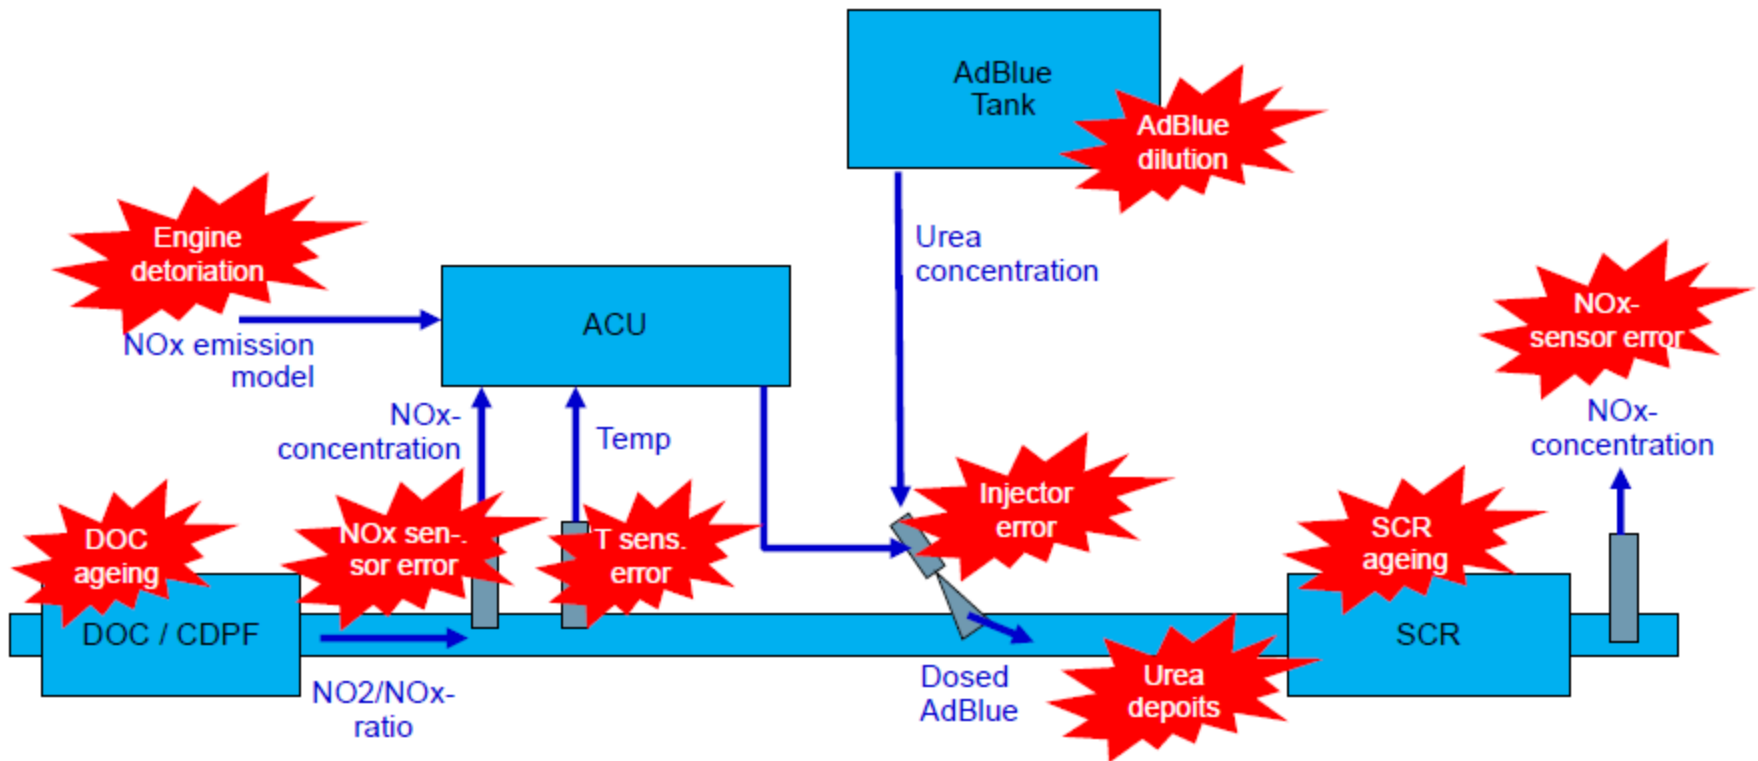 AdBlue
Tank
AdBlue
dilution
Engine
detoriation
Urea
concentration
NOx-
sensor error
ACU
NOx emission
model
NOx-
concentration
Temp
NOx-
concentration
Injector
error
DOC
ageing
NOx sen-.
sor error
T sens.
error
SCR
ageing
DOC / CDPF
SCR
NO2/NOx-
ratio
Dosed
AdBlue
Urea
depoits